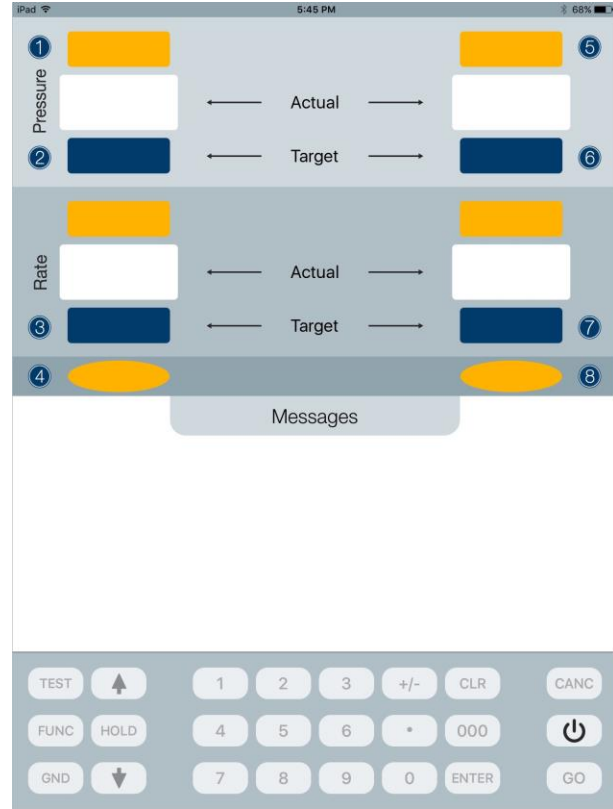 iPad 5:45 PM 68%
1 5
Pressure
Actual
2 Target 6
Rate
Actual
3 Target 7
4 8
Messages
TEST 1 2 3 +/- CLR CANC
FUNC HOLD 4 5 6 • 000
GND 7 8 9 0 ENTER GO